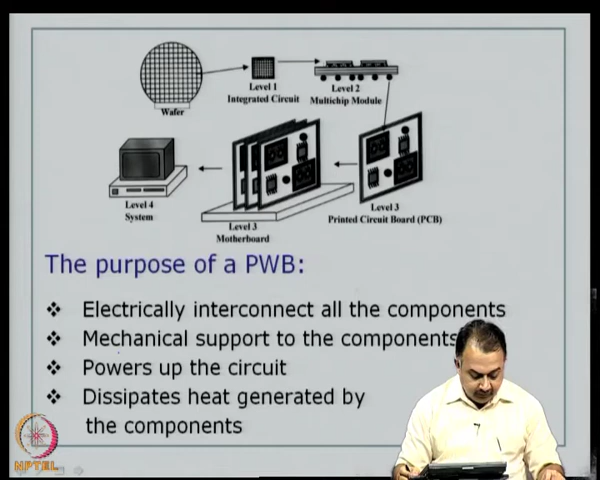 Wafer
Level 1
Integrated Circuit
Level 2
Multichip Module
Level 4
System
Level 3
Motherboard
Level 3
Printed Circuit Board (PCB)
The purpose of a PWB:
❖ Electrically interconnect all the components
❖ Mechanical support to the components
❖ Powers up the circuit
❖ Dissipates heat generated by
the components
NPTEL